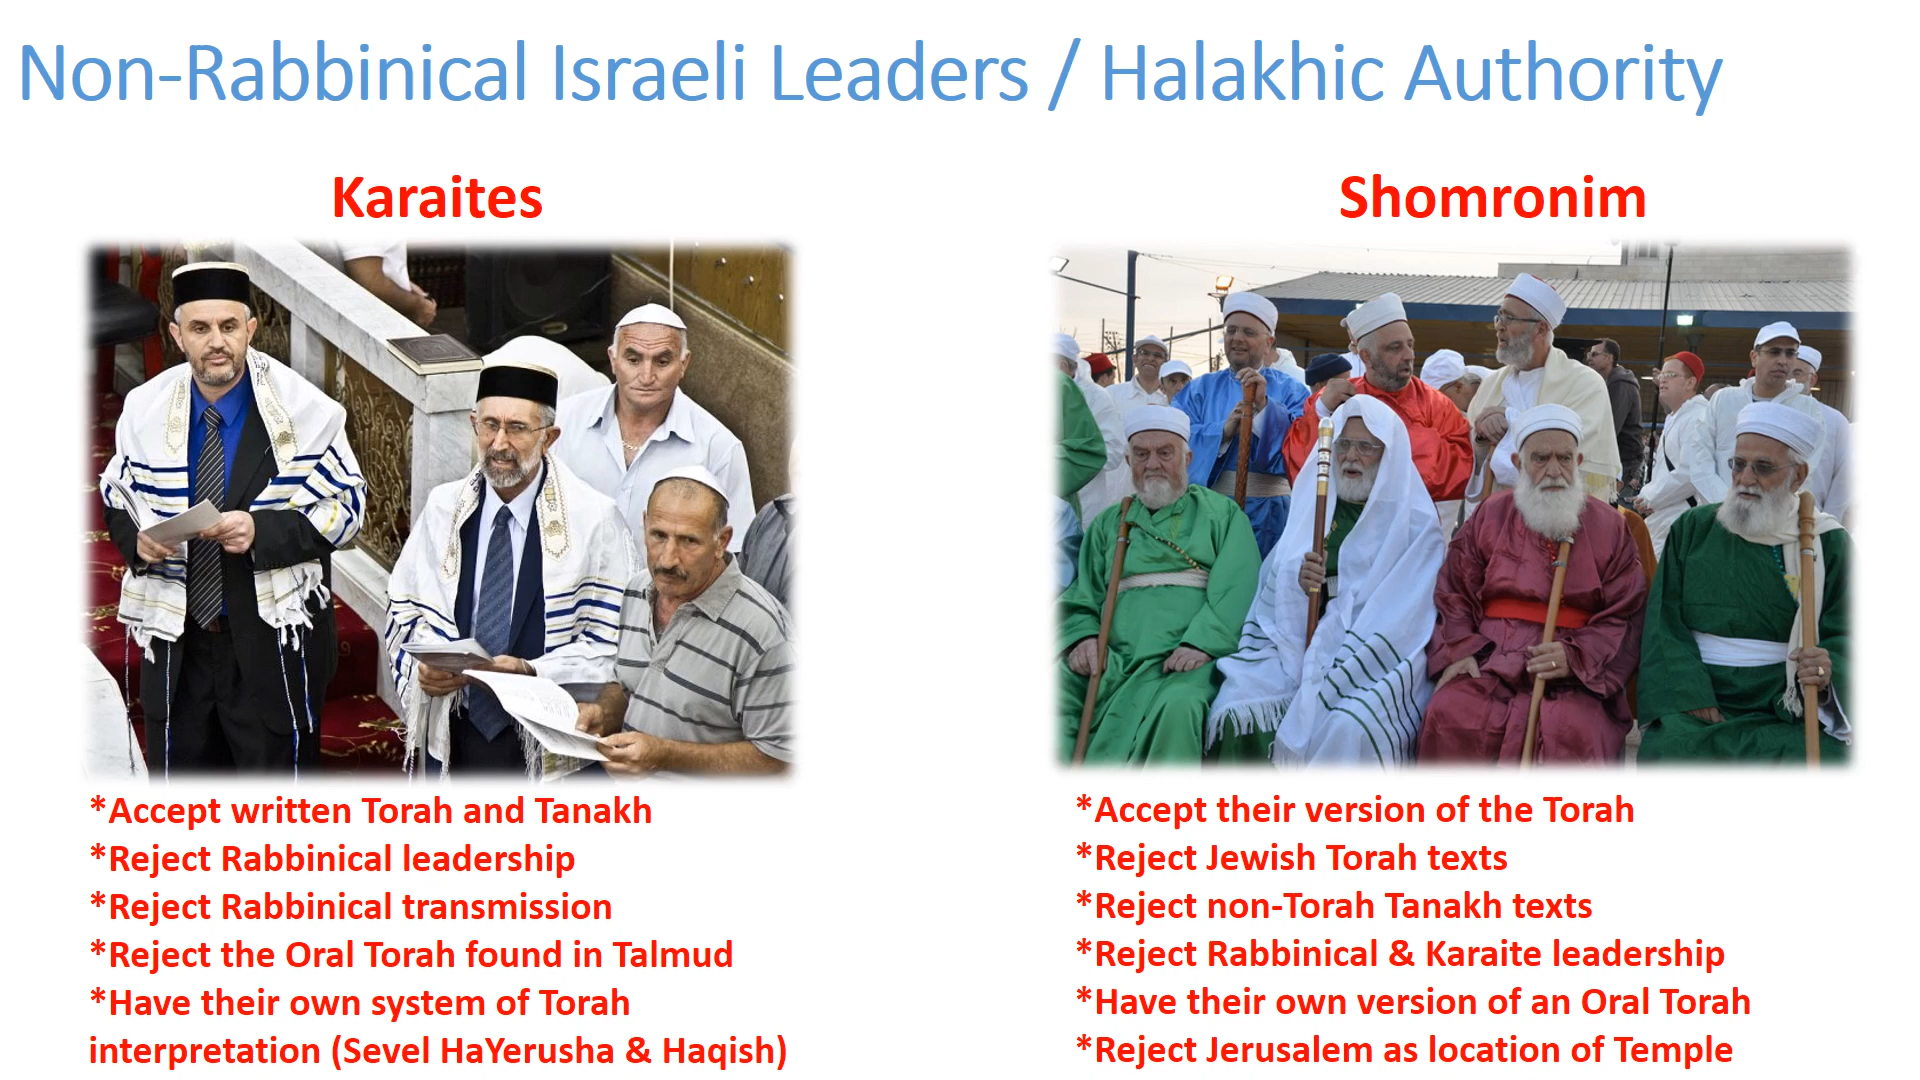 Non-Rabbinical Israeli Leaders / Halakhic Authority
Karaites
*Accept written Torah and Tanakh
*Reject Rabbinical leadership
*Reject Rabbinical transmission
*Reject the Oral Torah found in Talmud
*Have their own system of Torah
interpretation (Sevel HaYerusha & Haqish)
Shomronim
*Accept their version of the Torah
*Reject Jewish Torah texts
*Reject non-Torah Tanakh texts
*Reject Rabbinical & Karaite leadership
*Have their own version of an Oral Torah
*Reject Jerusalem as location of Temple